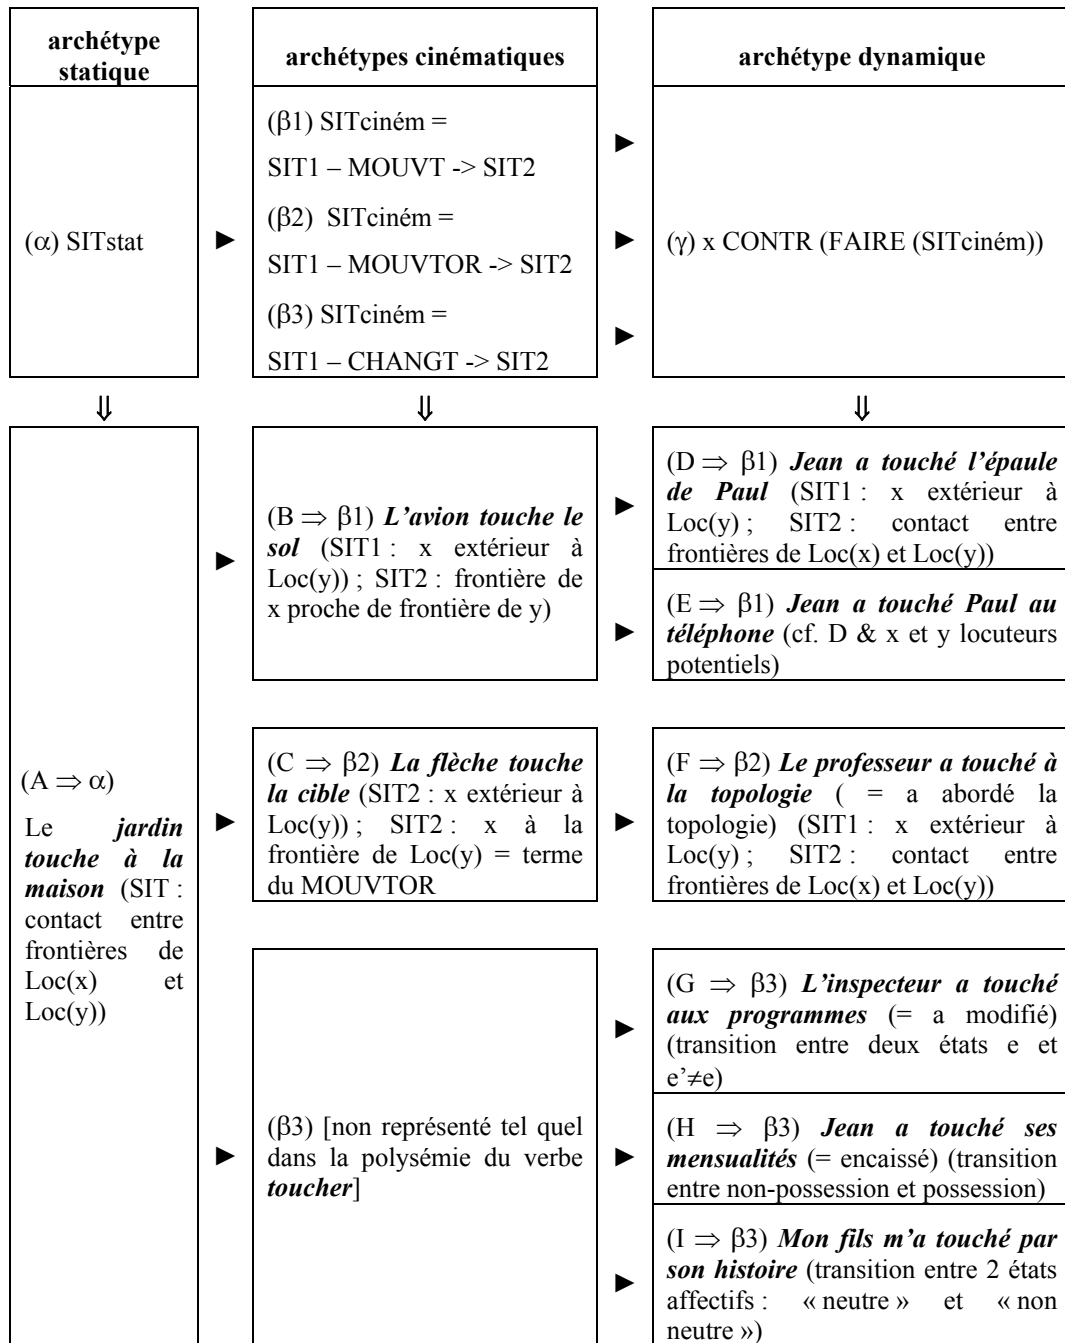 archétype
statique
archétypes cinématiques
archétype dynamique
(α) SITstat
►
(β1) SITciném =
SIT1 – MOUVT -> SIT2
(β2) SITciném =
SIT1 – MOUVTOR -> SIT2
(β3) SITciném =
SIT1 – CHANGT -> SIT2
►
►
►
(γ) x CONTR (FAIRE (SITciném))
⇓
⇓
⇓
(A ⇒ α)
Le jardin
touche à la
maison (SIT :
contact entre
frontières de
Loc(x) et
Loc(y))
►
(B ⇒ β1) L'avion touche le
sol (SIT1 : x extérieur à
Loc(y)) ; SIT2 : frontière de
x proche de frontière de y)
►
(D ⇒ β1) Jean a touché l'épaule
de Paul (SIT1 : x extérieur à
Loc(y) ; SIT2 : contact entre
frontières de Loc(x) et Loc(y))
►
(E ⇒ β1) Jean a touché Paul au
téléphone (cf. D & x et y locuteurs
potentiels)
►
(C ⇒ β2) La flèche touche
la cible (SIT2 : x extérieur à
Loc(y)) ; SIT2 : x à la
frontière de Loc(y) = terme
du MOUVTOR
►
(F ⇒ β2) Le professeur a touché à
la topologie ( = a abordé la
topologie) (SIT1 : x extérieur à
Loc(y) ; SIT2 : contact entre
frontières de Loc(x) et Loc(y))
►
(β3) [non représenté tel quel
dans la polysémie du verbe
toucher]
►
(G ⇒ β3) L'inspecteur a touché
aux programmes (= a modifié)
(transition entre deux états e et
e'≠e)
►
(H ⇒ β3) Jean a touché ses
mensualités (= encaissé) (transition
entre non-possession et possession)
►
(I ⇒ β3) Mon fils m'a touché par
son histoire (transition entre 2 états
affectifs : « neutre » et « non
neutre »)